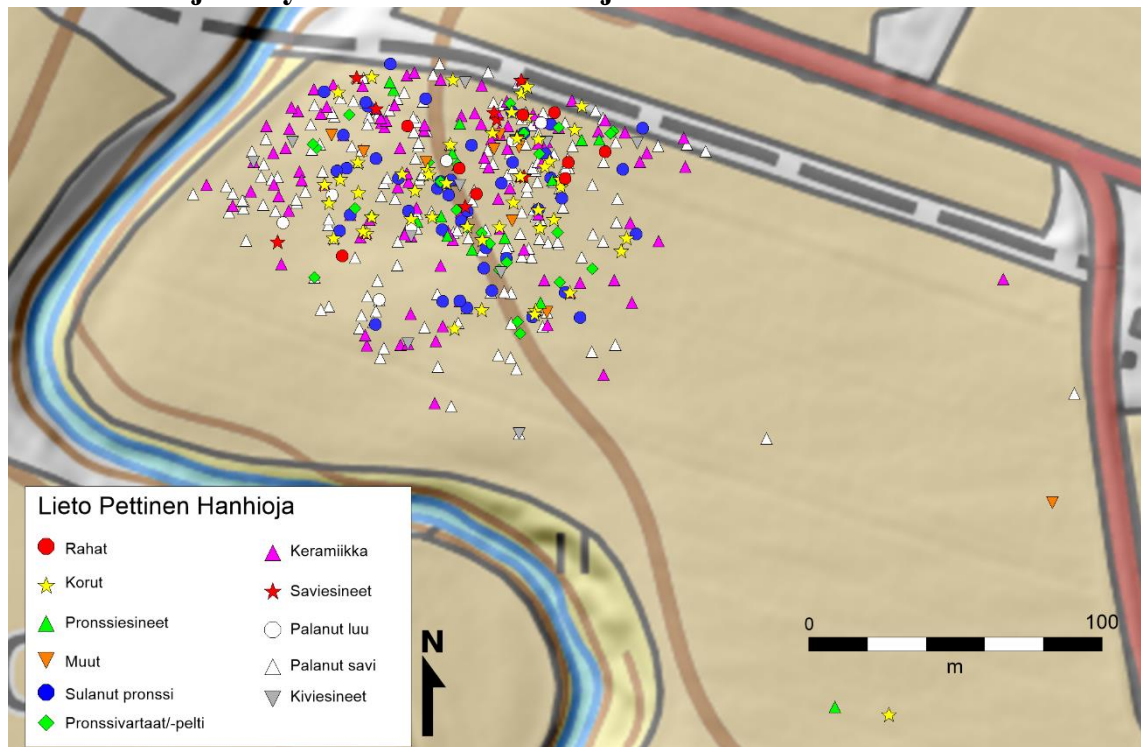 Lieto Pettinen Hanhioja
Rahat
Korut
Pronssiesineet
Muut
Sulanut pronssi
Pronssivartaat/-pelti
Keramiikka
Saviesineet
Palanut luu
Palanut savi
Kiviesineet
N
0 100
m